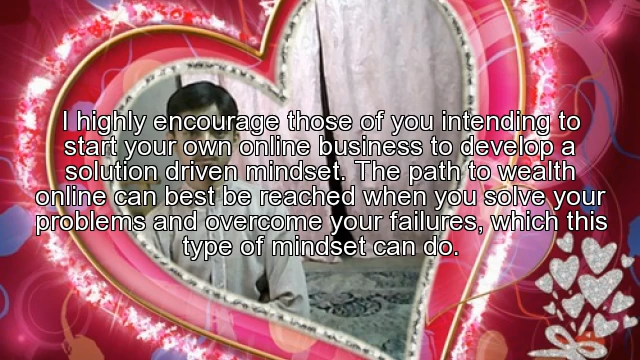 I highly encourage those of you intending to
start your own online business to develop a
solution driven mindset. The path to wealth
online can best be reached when you solve your
problems and overcome your failures, which this
type of mindset can do.